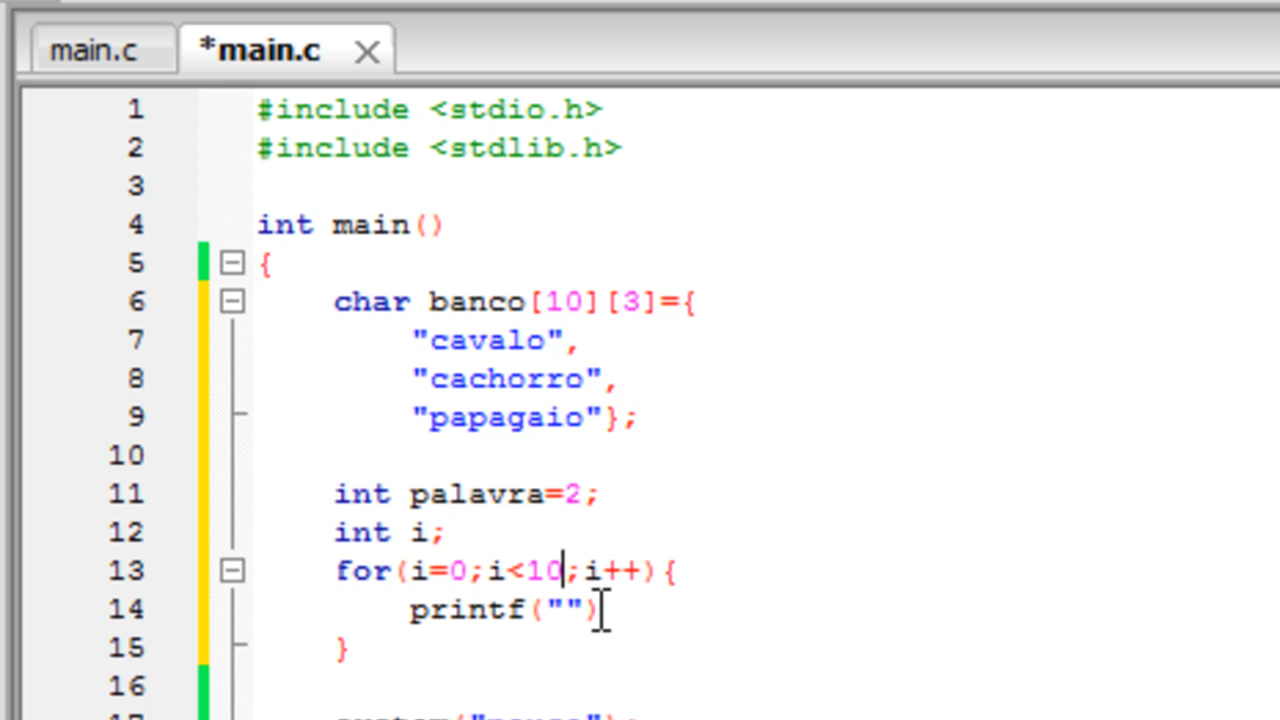 main.c *main.c
1 #include <stdio.h>
2 #include <stdlib.h>
3
4 int main()
5 {
6 char banco[10][3]={
7 "cavalo",
8 "cachorro",
9 "papagaio"};
10
11 int palavra=2;
12 int i;
13 for(i=0;i<10;i++){
14 printf("")
15 }
16